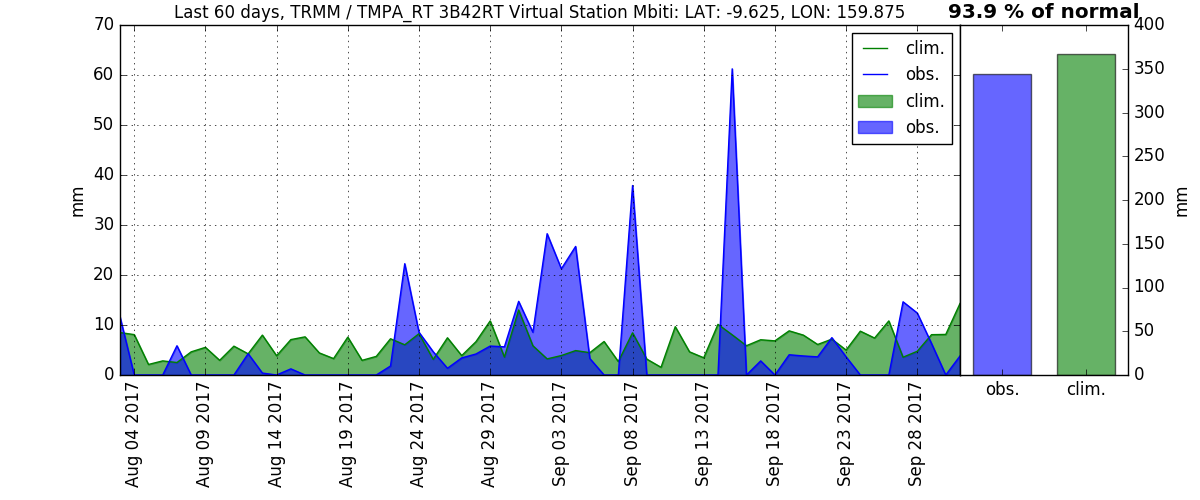 Last 60 days, TRMM / TMPA_RT 3B42RT Virtual Station Mbiti: LAT: -9.625, LON: 159.875
93.9 % of normal
70
60
50
40
30
20
10
0
mm
clim.
obs.
clim.
obs.
Aug 04 2017
Aug 09 2017
Aug 14 2017
Aug 19 2017
Aug 24 2017
Aug 29 2017
Sep 03 2017
Sep 08 2017
Sep 13 2017
Sep 18 2017
Sep 23 2017
Sep 28 2017
400
350
300
250
200
150
100
50
0
mm
obs.
clim.